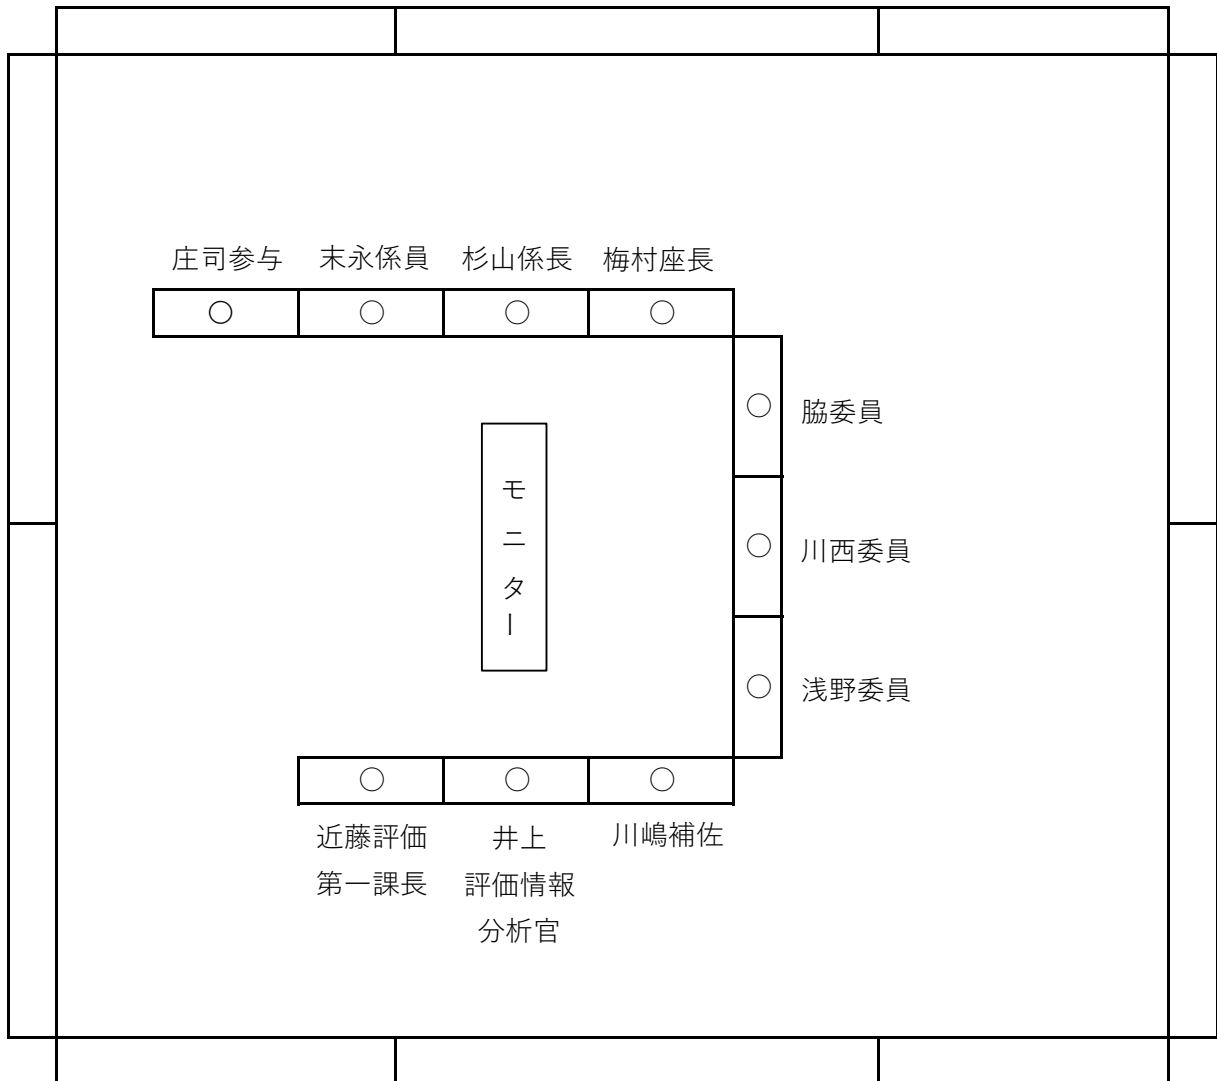 庄司参与 末永係員 杉山係長 梅村座長
○ ○ ○ ○
○ 脇委員
モニター
○ 川西委員
○ 浅野委員
○ ○ ○
近藤評価
第一課長
井上
評価情報
分析官
川嶋補佐